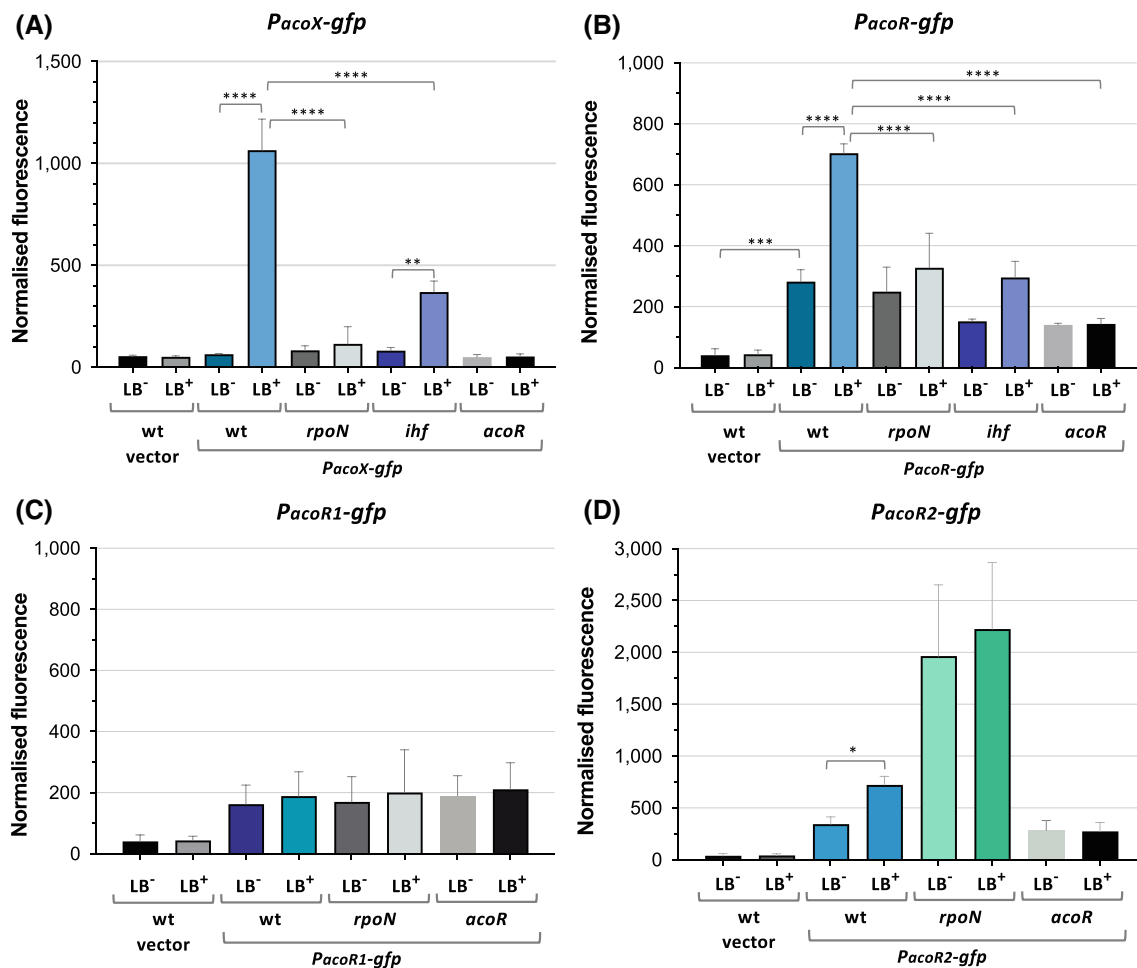 (A)
PacoX-gfp
Normalised fluorescence
1,500
1,000
500
0
****
****
****
**
LB- LB+ LB- LB+ LB- LB+ LB- LB+ LB- LB+
wt vector wt rpoN ihf acoR
PacoX-gfp
(B)
PacoR-gfp
Normalised fluorescence
1,000
800
600
400
200
0
****
****
****
****
***
LB- LB+ LB- LB+ LB- LB+ LB- LB+ LB- LB+
wt vector wt rpoN ihf acoR
PacoR-gfp
(C)
PacoR1-gfp
Normalised fluorescence
1,000
800
600
400
200
0
LB- LB+ LB- LB+ LB- LB+ LB- LB+
wt vector wt rpoN acoR
PacoR1-gfp
(D)
PacoR2-gfp
Normalised fluorescence
3,000
2,500
2,000
1,500
1,000
500
0
*
LB- LB+ LB- LB+ LB- LB+ LB- LB+
wt vector wt rpoN acoR
PacoR2-gfp